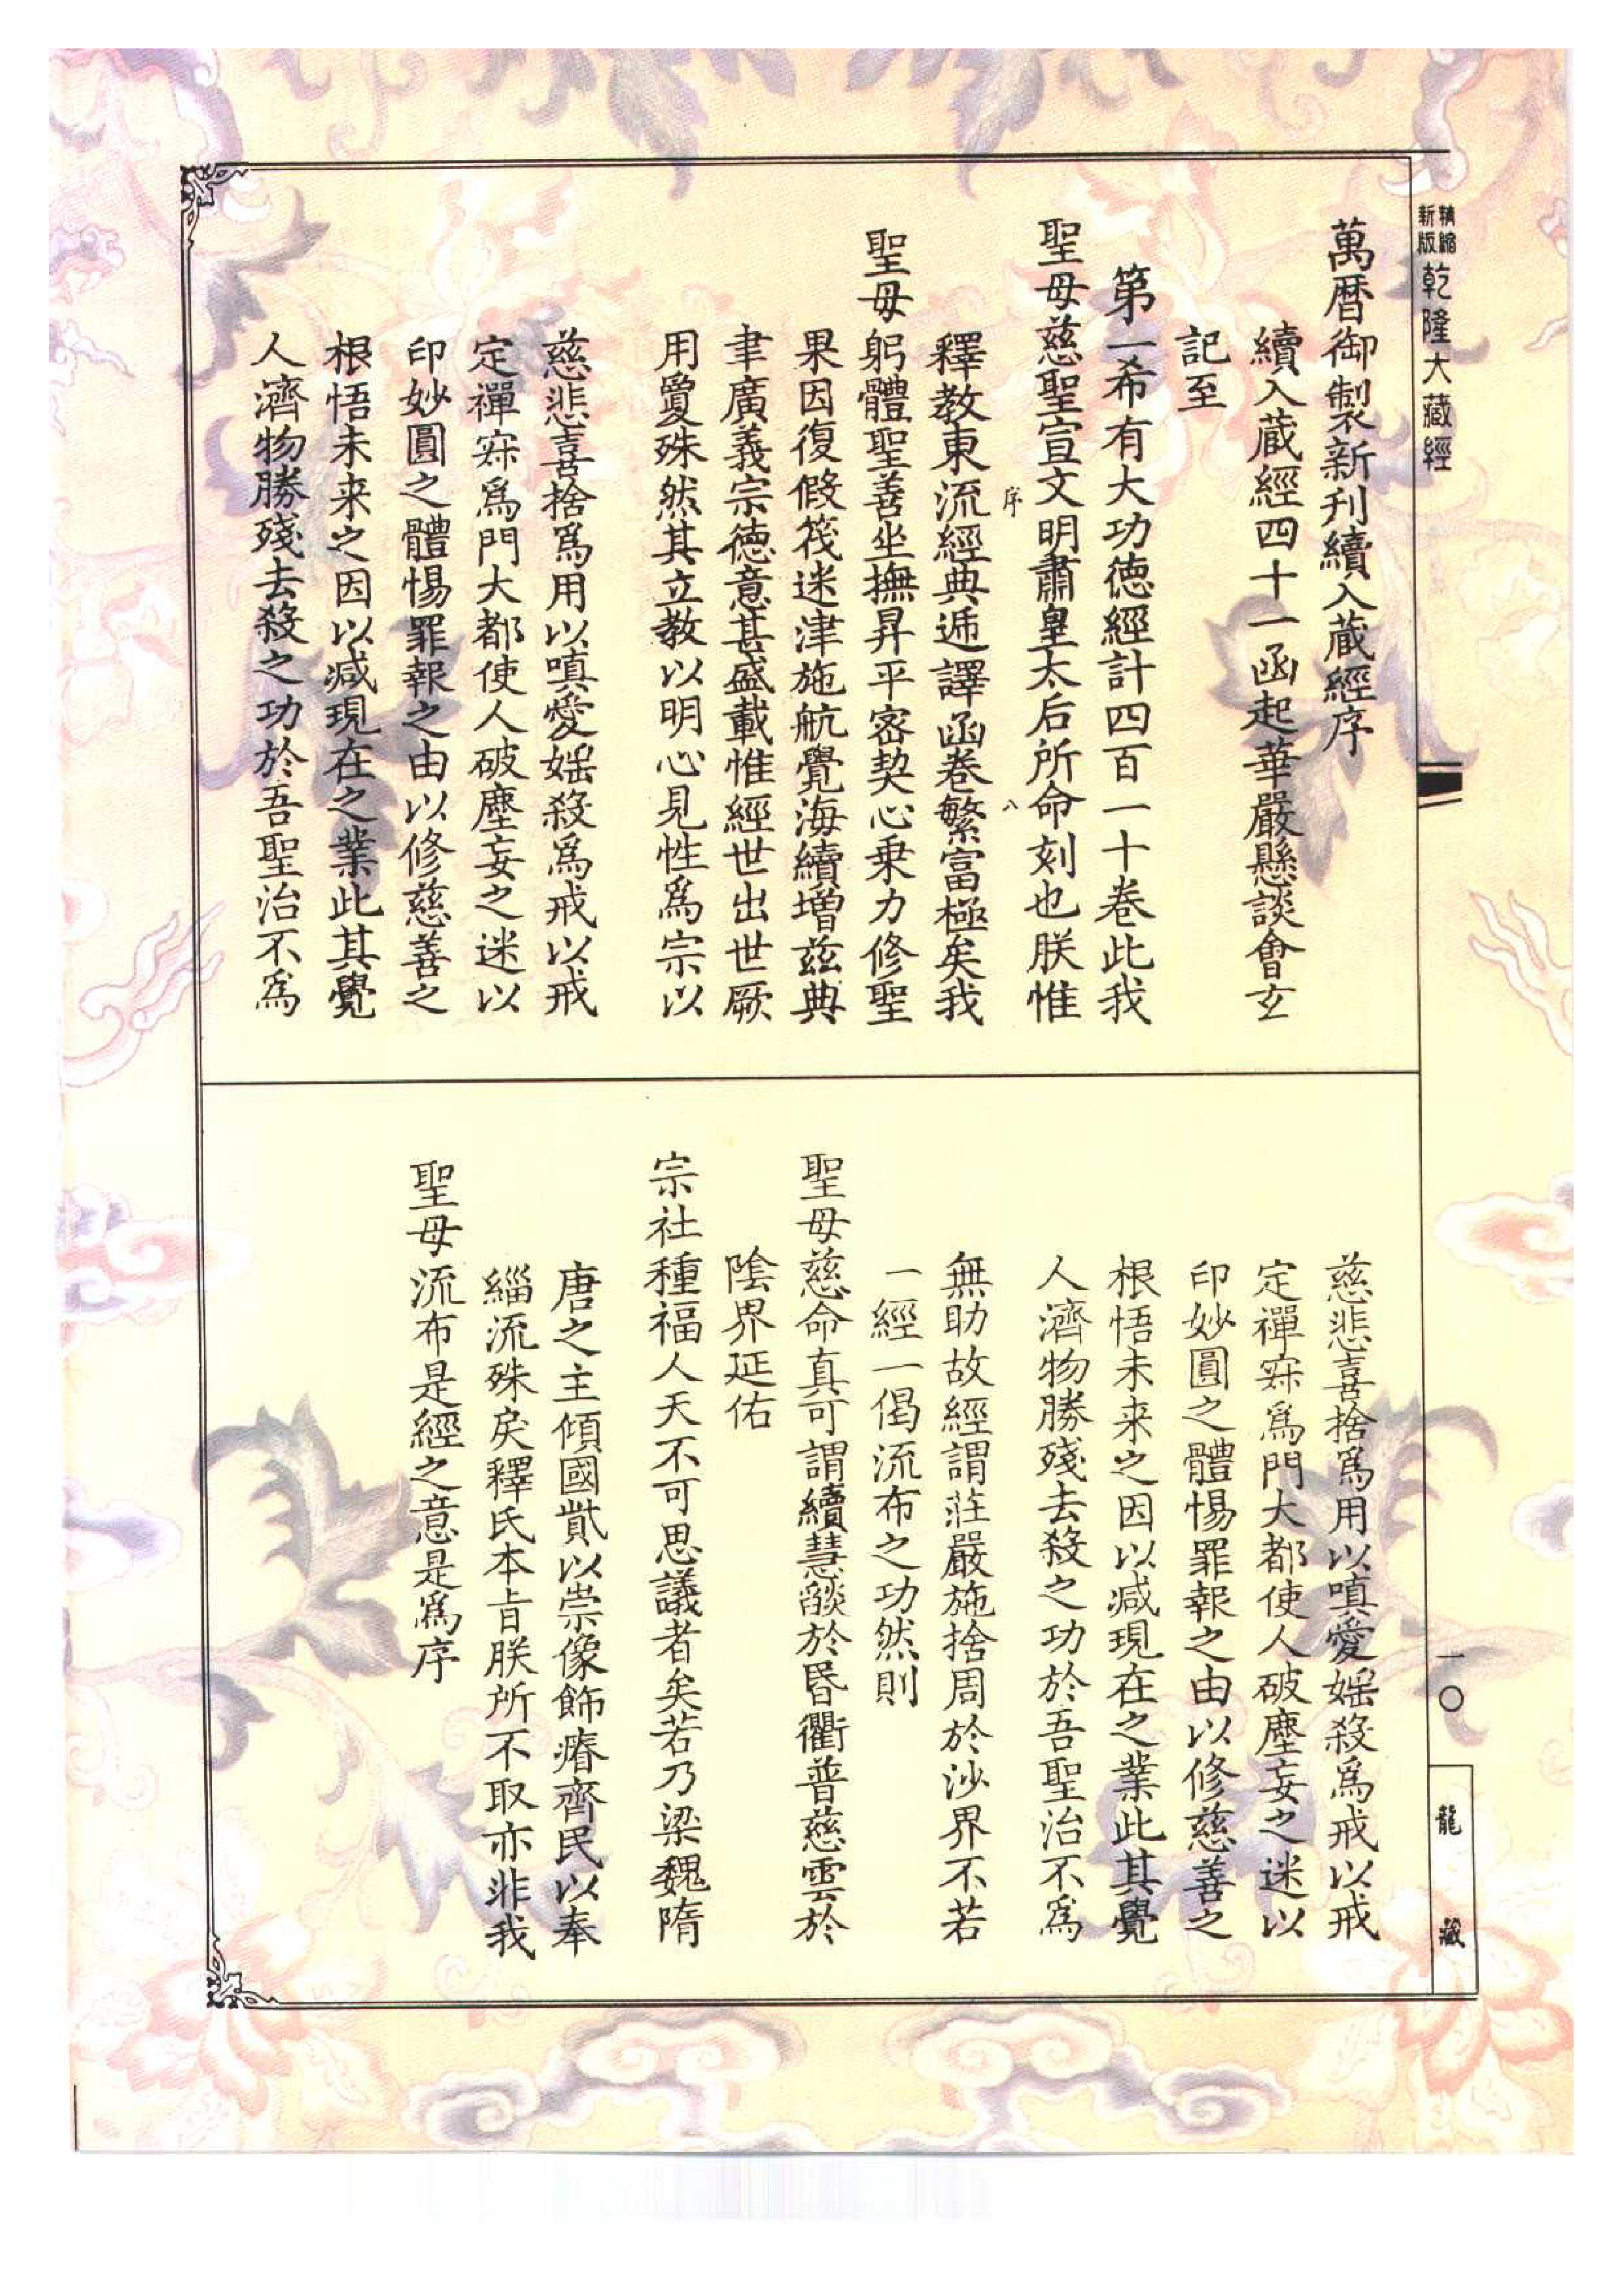 精縮
新版
乾隆大藏經
萬曆御製新刊續入藏經序
續入藏經四十一函起華嚴懸談會玄
記至
第一希有大功德經計四百一十卷此我
聖母慈聖宣文明肅皇太后所命刻也朕惟
序
八
釋教東流經典遞譯函卷繁富極矣我
聖母躬體聖善坐撫昇平密契心乘力修聖
果因復假筏迷津施航覺海續增茲典
聿廣義宗德意甚盛載惟經世出世厥
用夐殊然其立教以明心見性爲宗以
慈悲喜捨爲用以嗔愛婬殺爲戒以戒
定禪寂爲門大都使人破塵妄之迷以
印妙圓之體惕罪報之由以修慈善之
根悟未来之因以減現在之業此其覺
人濟物勝殘去殺之功於吾聖治不爲
一〇
龍
藏
慈悲喜捨爲用以嗔愛婬殺爲戒以戒
定禪寂爲門大都使人破塵妄之迷以
印妙圓之體惕罪報之由以修慈善之
根悟未来之因以減現在之業此其覺
人濟物勝殘去殺之功於吾聖治不爲
無助故經謂莊嚴施捨周於沙界不若
一經一偈流布之功然則
聖母慈命真可謂續慧燄於昏衢普慈雲於
陰界延佑
宗社種福人天不可思議者矣若乃梁魏隋
唐之主傾國貲以崇像飾瘠齊民以奉
緇流殊戾釋氏本旨朕所不取亦非我
聖母流布是經之意是爲序